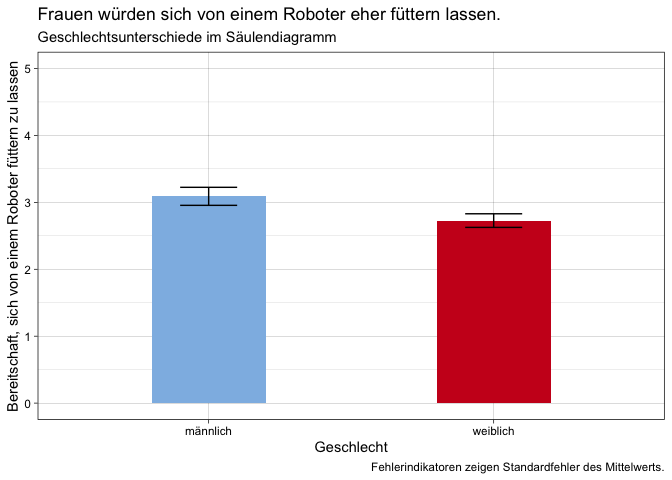 Frauen würden sich von einem Roboter eher füttern lassen.
Geschlechtsunterschiede im Säulendiagramm
Bereitschaft, sich von einem Roboter füttern zu lassen
5
4
3
2
1
0
männlich weiblich
Geschlecht
Fehlerindikatoren zeigen Standardfehler des Mittelwerts.